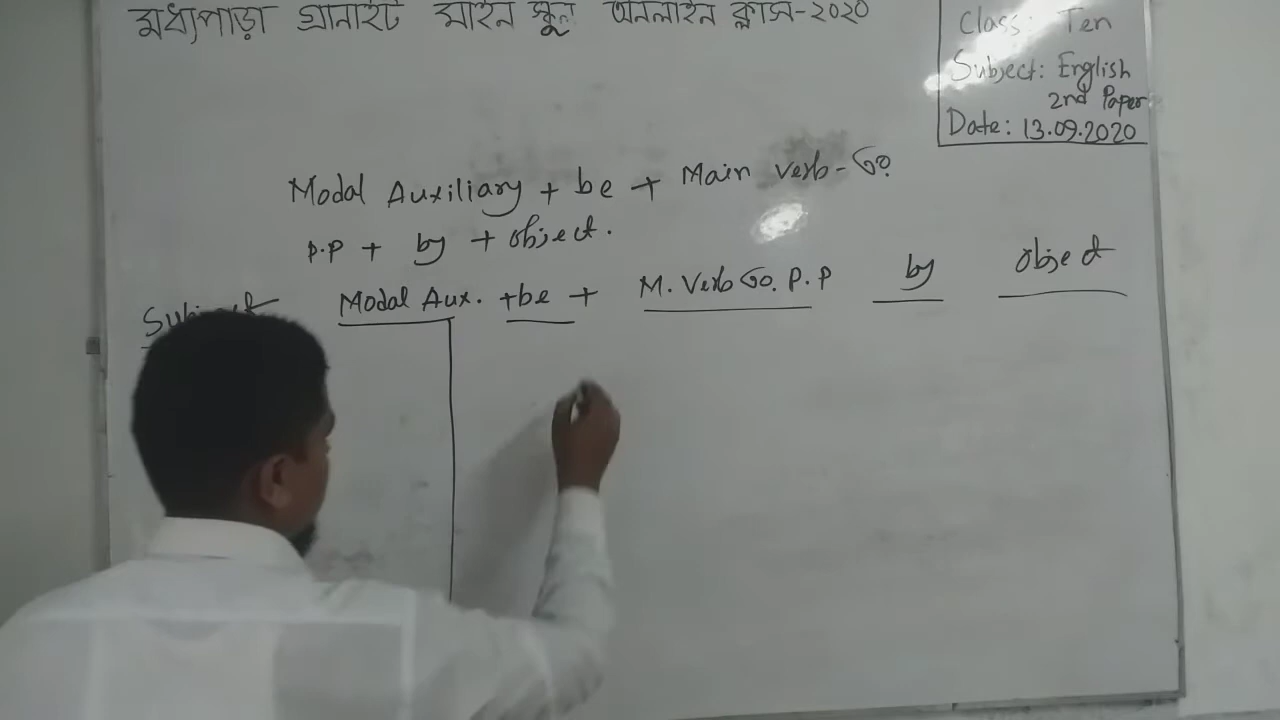 মধ্যপাড়া গ্রানাইট মাইন স্কুল অনলাইন ক্লাস-২০২০
Class: Ten
Subject: English
2nd Paper
Date: 13.09.2020
Modal Auxiliary + be + Main verb-এর
p.p + by + object.
Subject Modal Aux. +be + M. Verb এর. P.P by object